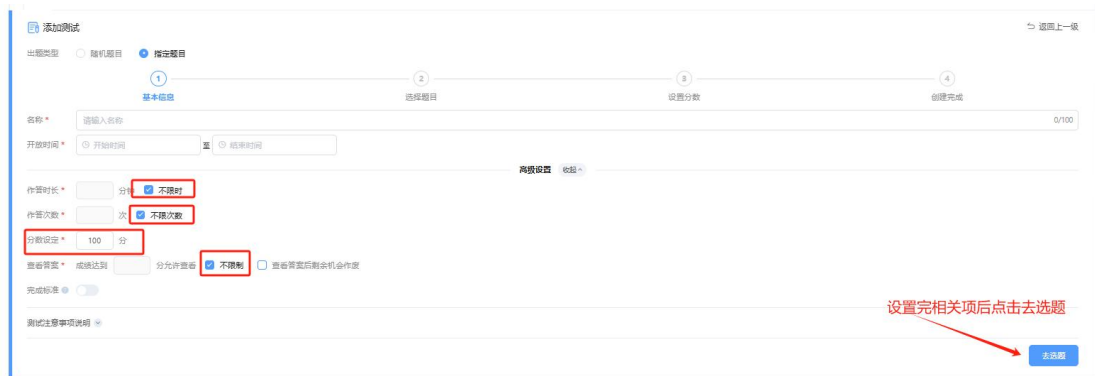 添加测试
返回上一级
出题类型 随机题目 指定题目
1 2 3 4
基本信息 选择题目 设置分数 创建完成
名称 * 请输入名称 0/100
开放时间 * 开始时间 至 结束时间
高级设置 收起
作答时长 * 分钟 不限时
作答次数 * 次 不限次数
分数设定 * 100 分
查看答案 * 成绩达到 分允许查看 不限制 查看答案后剩余机会作废
完成标准
设置完相关项后点击去选题
测试注意事项说明
去选题